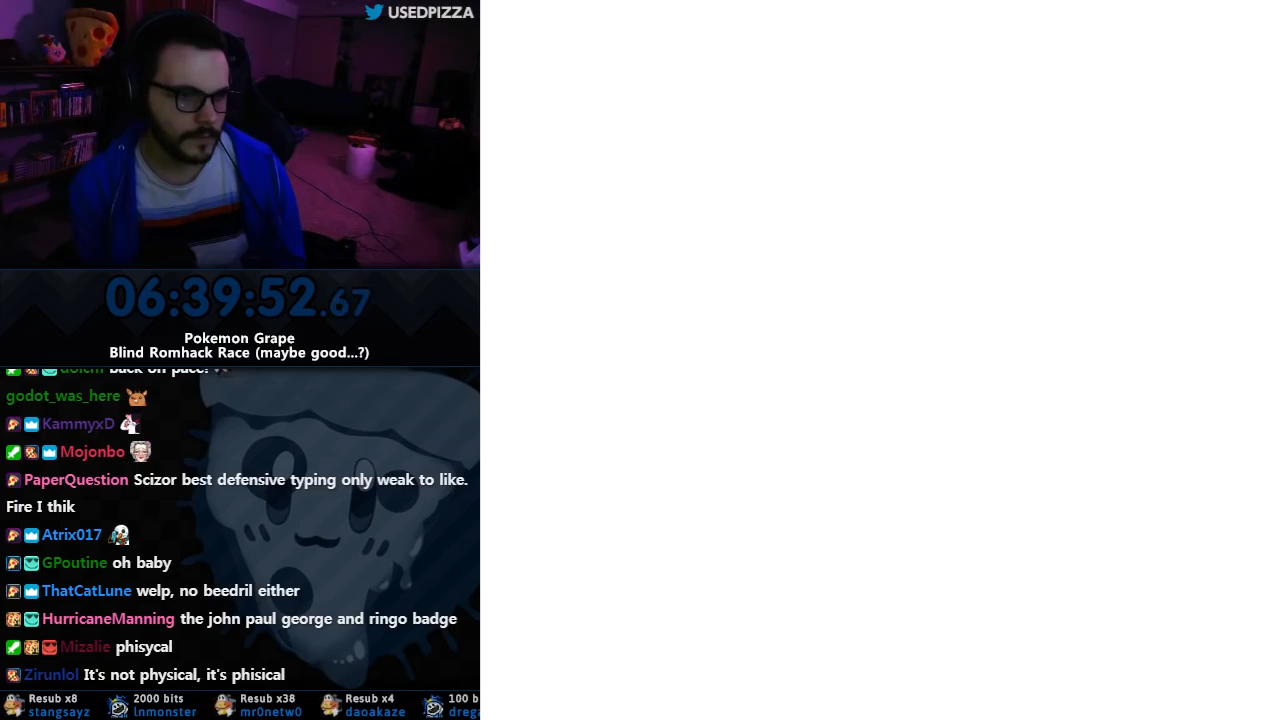 USEDPIZZA
06:39:52.67
Pokemon Grape
Blind Romhack Race (maybe good...?)
doichi back on pace!
godot_was_here
KammyxD
Mojonbo
PaperQuestion Scizor best defensive typing only weak to like.
Fire I thik
Atrix017
GPoutine oh baby
ThatCatLune welp, no beedril either
HurricaneManning the john paul george and ringo badge
Mizalie phisycal
Zirunlol It's not physical, it's phisical
Resub x8 2000 bits Resub x38 Resub x4 100 b
stangsayz lnmonster mr0netw0 daoakaze drega